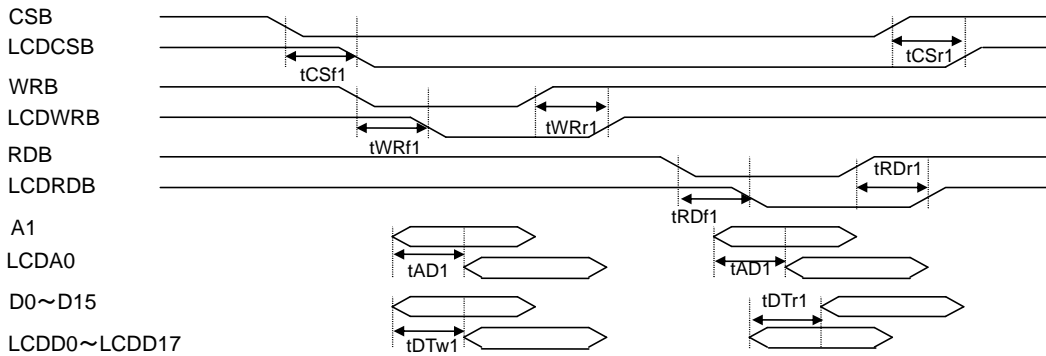 CSB
LCDCSB
tCSf1
tCSr1
WRB
LCDWRB
tWRf1
tWRr1
RDB
LCDRDB
tRDf1
tRDr1
A1
LCDA0
tAD1
tAD1
D0～D15
LCDD0～LCDD17
tDTw1
tDTr1